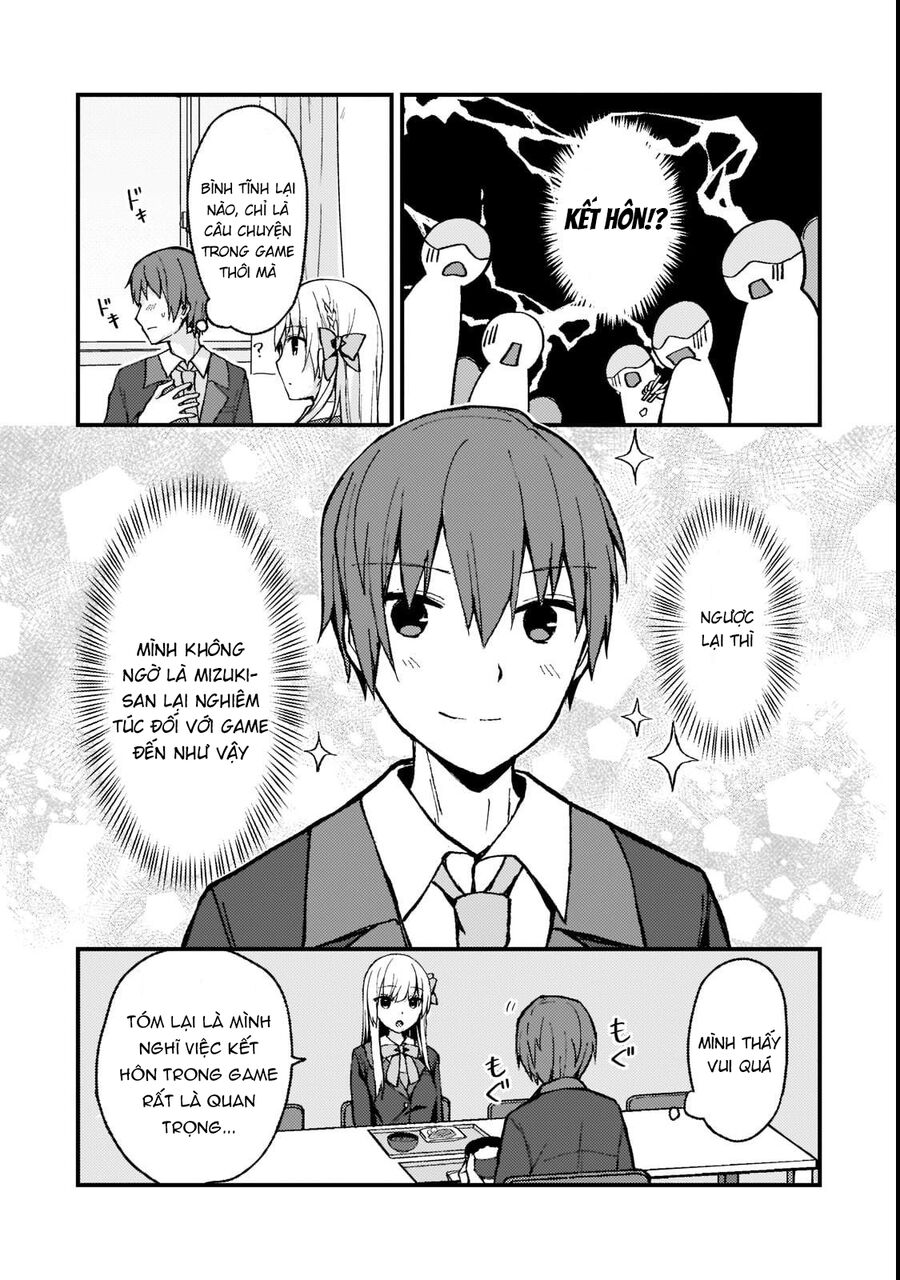 KẾT HÔN!?
BÌNH TĨNH LẠI
NÀO, CHỈ LÀ
CÂU CHUYỆN
TRONG GAME
THÔI MÀ
ドキ
ドキ
?
NGƯỢC
LẠI THÌ
MÌNH KHÔNG
NGỜ LÀ MIZUKI-
SAN LẠI NGHIÊM
TÚC ĐỐI VỚI GAME
ĐẾN NHƯ VẬY
MÌNH THẤY
VUI QUÁ
もぐ
もぐ
TÓM LẠI LÀ MÌNH
NGHĨ VIỆC KẾT
HÔN TRONG GAME
RẤT LÀ QUAN
TRỌNG...